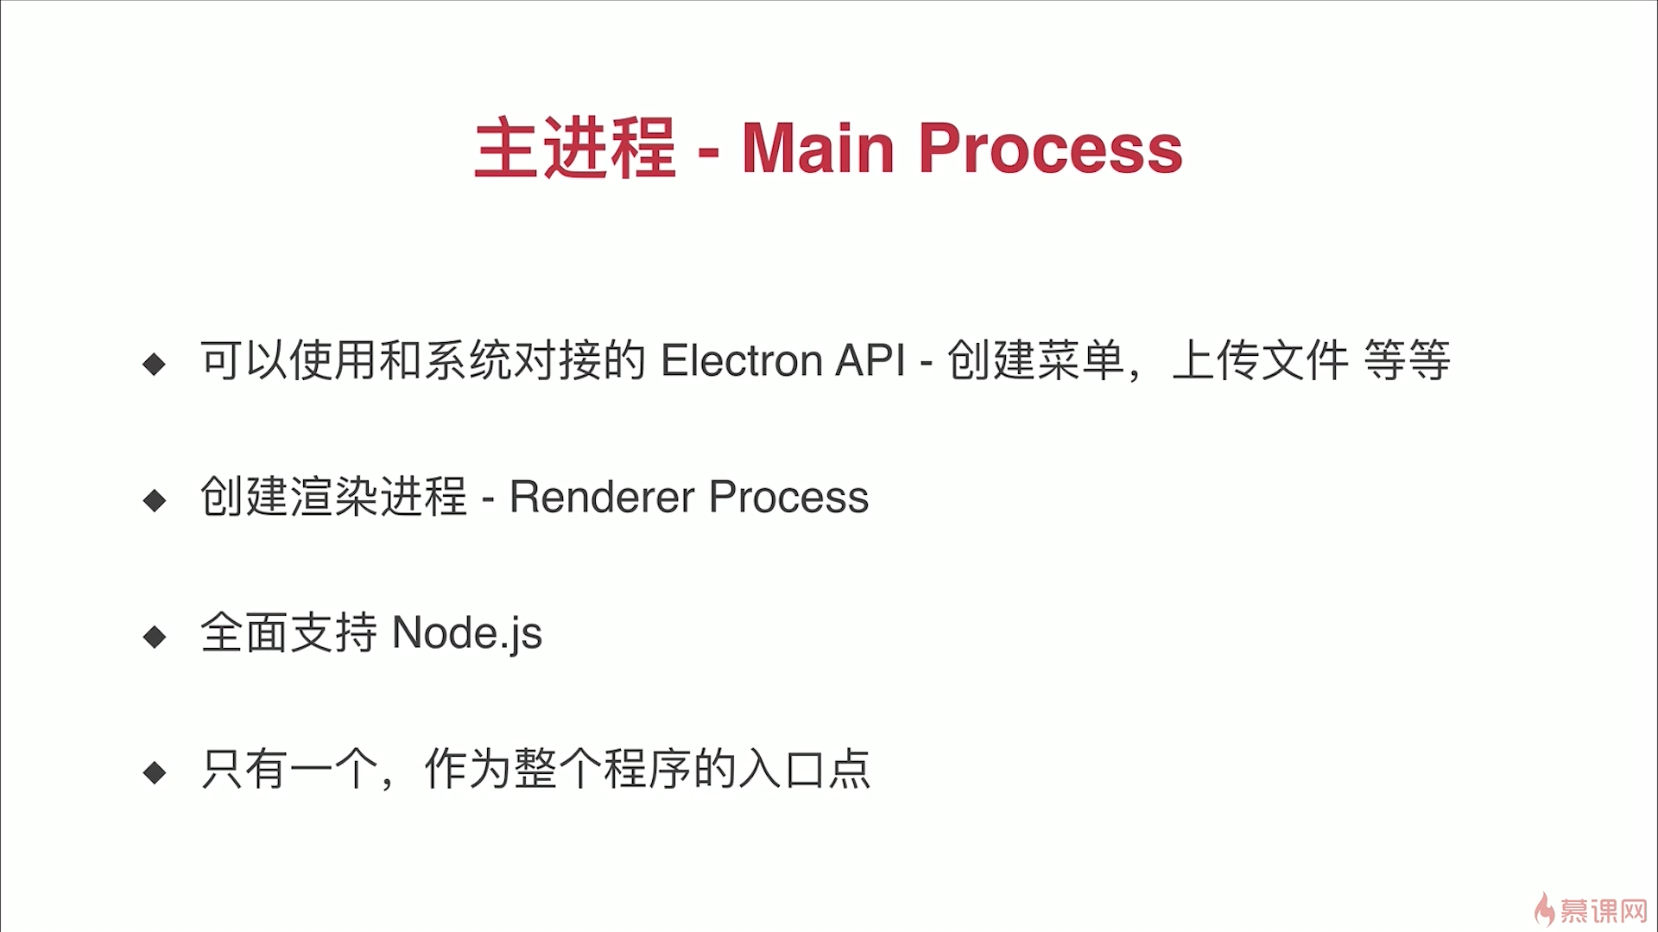 主进程 - Main Process
◆ 可以使用和系统对接的 Electron API - 创建菜单，上传文件 等等
◆ 创建渲染进程 - Renderer Process
◆ 全面支持 Node.js
◆ 只有一个，作为整个程序的入口点
慕课网